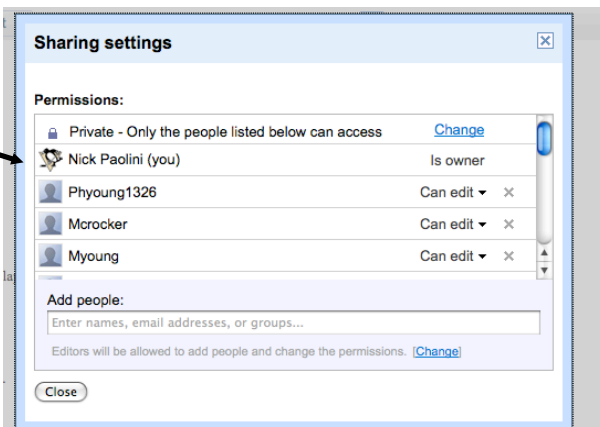 Sharing settings
Permissions:
Private - Only the people listed below can access Change
Nick Paolini (you) Is owner
Phyoung1326 Can edit
Mcrocker Can edit
Myoung Can edit
Add people:
Enter names, email addresses, or groups...
Editors will be allowed to add people and change the permissions. [Change]
Close